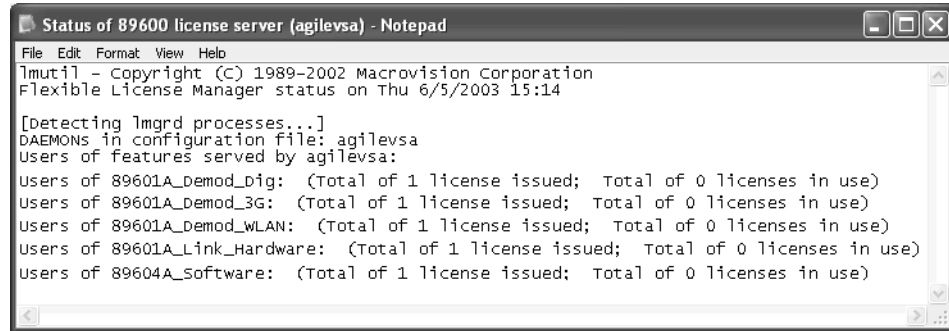 Status of 89600 license server (agilevsa) - Notepad
File Edit Format View Help
lmutil - Copyright (C) 1989-2002 Macrovision Corporation
Flexible License Manager status on Thu 6/5/2003 15:14
[Detecting lmgrd processes...]
DAEMONs in configuration file: agilevsa
Users of features served by agilevsa:
Users of 89601A_Demod_Dig: (Total of 1 license issued; Total of 0 licenses in use)
Users of 89601A_Demod_3G: (Total of 1 license issued; Total of 0 licenses in use)
Users of 89601A_Demod_WLAN: (Total of 1 license issued; Total of 0 licenses in use)
Users of 89601A_Link_Hardware: (Total of 1 license issued; Total of 0 licenses in use)
Users of 89604A_Software: (Total of 1 license issued; Total of 0 licenses in use)